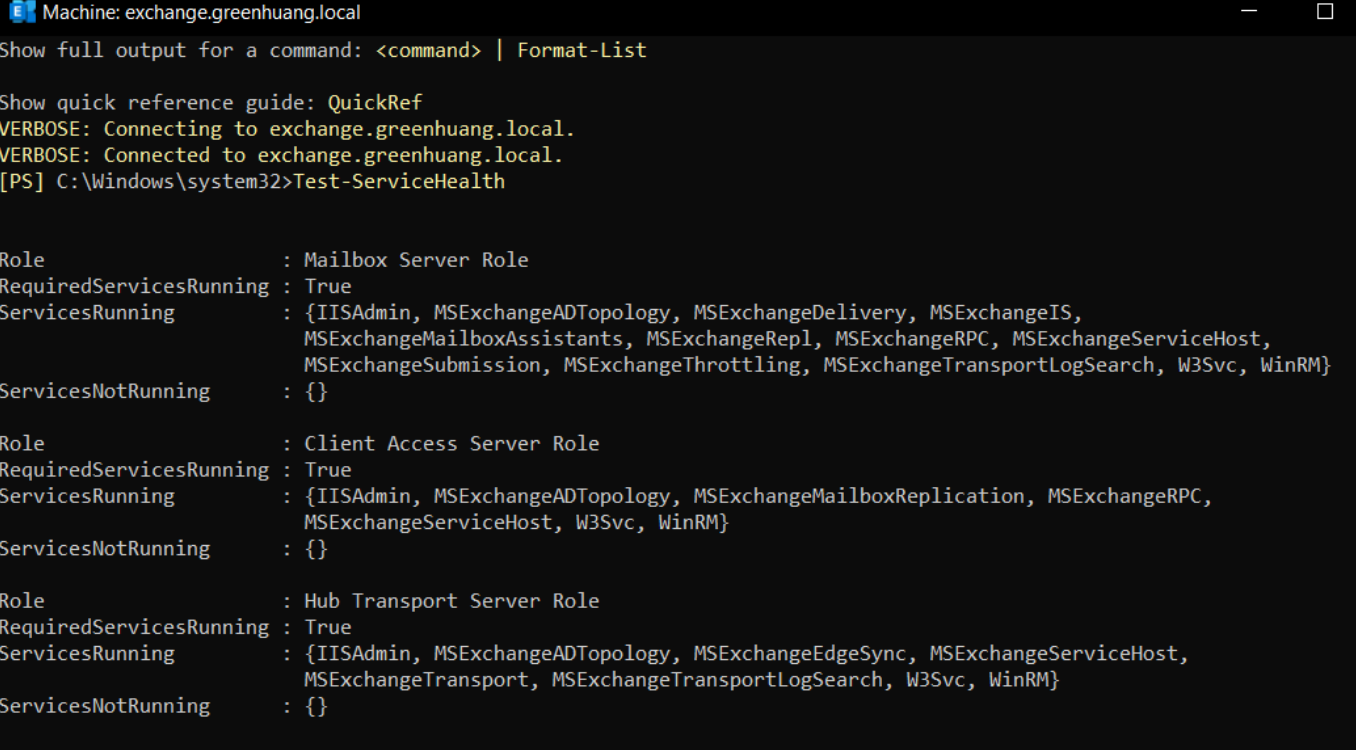 Machine: exchange.greenhuang.local
Show full output for a command: <command> | Format-List
Show quick reference guide: QuickRef
VERBOSE: Connecting to exchange.greenhuang.local.
VERBOSE: Connected to exchange.greenhuang.local.
[PS] C:\Windows\system32>Test-ServiceHealth
Role                    : Mailbox Server Role
RequiredServicesRunning : True
ServicesRunning         : {IISAdmin, MSExchangeADTopology, MSExchangeDelivery, MSExchangeIS,
                          MSExchangeMailboxAssistants, MSExchangeRepl, MSExchangeRPC, MSExchangeServiceHost,
                          MSExchangeSubmission, MSExchangeThrottling, MSExchangeTransportLogSearch, W3Svc, WinRM}
ServicesNotRunning      : {}
Role                    : Client Access Server Role
RequiredServicesRunning : True
ServicesRunning         : {IISAdmin, MSExchangeADTopology, MSExchangeMailboxReplication, MSExchangeRPC,
                          MSExchangeServiceHost, W3Svc, WinRM}
ServicesNotRunning      : {}
Role                    : Hub Transport Server Role
RequiredServicesRunning : True
ServicesRunning         : {IISAdmin, MSExchangeADTopology, MSExchangeEdgeSync, MSExchangeServiceHost,
                          MSExchangeTransport, MSExchangeTransportLogSearch, W3Svc, WinRM}
ServicesNotRunning      : {}